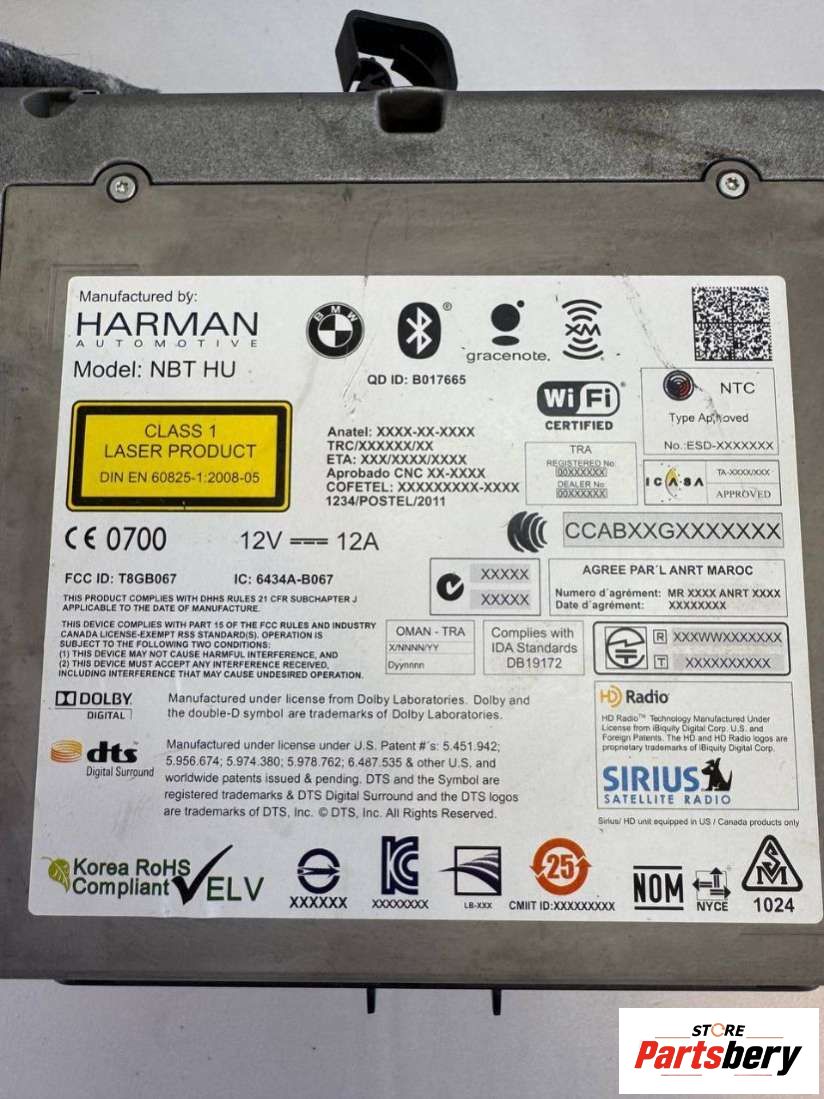 Manufactured by:
HARMAN
AUTOMOTIVE
Model: NBT HU
BMW
®
gracenote.
XM
QD ID: B017665
CLASS 1
LASER PRODUCT
DIN EN 60825-1:2008-05
Anatel: XXXX-XX-XXXX
TRC/XXXXXX/XX
ETA: XXX/XXXX/XXXX
Aprobado CNC XX-XXXX
COFETEL: XXXXXXXXX-XXXX
1234/POSTEL/2011
WiFi®
CERTIFIED
TRA
REGISTERED No:
00XXXXXX
DEALER No:
00XXXXXX
NTC
Type Approved
No.:ESD-XXXXXXX
ICASA
TA-XXXX/XXX
APPROVED
CE 0700
12V 12A
CCABXXGXXXXXXX
FCC ID: T8GB067
IC: 6434A-B067
THIS PRODUCT COMPLIES WITH DHHS RULES 21 CFR SUBCHAPTER J
APPLICABLE TO THE DATE OF MANUFACTURE.
XXXXX
XXXXX
AGREE PAR´L ANRT MAROC
Numero d´agrément: MR XXXX ANRT XXXX
Date d´agrément: XXXXXXXX
THIS DEVICE COMPLIES WITH PART 15 OF THE FCC RULES AND INDUSTRY
CANADA LICENSE-EXEMPT RSS STANDARD(S). OPERATION IS
SUBJECT TO THE FOLLOWING TWO CONDITIONS:
(1) THIS DEVICE MAY NOT CAUSE HARMFUL INTERFERENCE, AND
(2) THIS DEVICE MUST ACCEPT ANY INTERFERENCE RECEIVED,
INCLUDING INTERFERENCE THAT MAY CAUSE UNDESIRED OPERATION.
OMAN - TRA
X/NNNN/YY
Dyynnnn
Complies with
IDA Standards
DB19172
R XXXWWXXXXXXX
T XXXXXXXXXX
DOLBY
DIGITAL
Manufactured under license from Dolby Laboratories. Dolby and
the double-D symbol are trademarks of Dolby Laboratories.
HD Radio
HD Radio™ Technology Manufactured Under
License from iBiquity Digital Corp. U.S. and
Foreign Patents. The HD and HD Radio logos are
proprietary trademarks of iBiquity Digital Corp.
dts
Digital Surround
Manufactured under license under U.S. Patent #´s: 5.451.942;
5.956.674; 5.974.380; 5.978.762; 6.487.535 & other U.S. and
worldwide patents issued & pending. DTS and the Symbol are
registered trademarks & DTS Digital Surround and the DTS logos
are trademarks of DTS, Inc. © DTS, Inc. All Rights Reserved.
SIRIUS
SATELLITE RADIO
Sirius/ HD unit equipped in US / Canada products only
Korea RoHS
Compliant
ELV
XXXXXX
XXXXXXXX
LB-XXX
25
CMIIT ID:XXXXXXXXX
NOM
NYCE
SM
1024
STORE
Partsbery